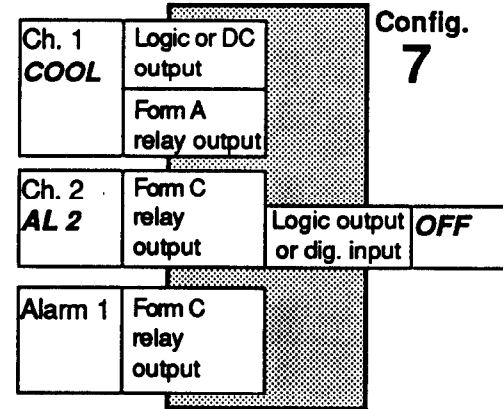 Config.
7
Ch. 1
COOL
Logic or DC
output
Form A
relay output
Ch. 2
AL 2
Form C
relay
output
Logic output
or dig. input
OFF
Alarm 1
Form C
relay
output